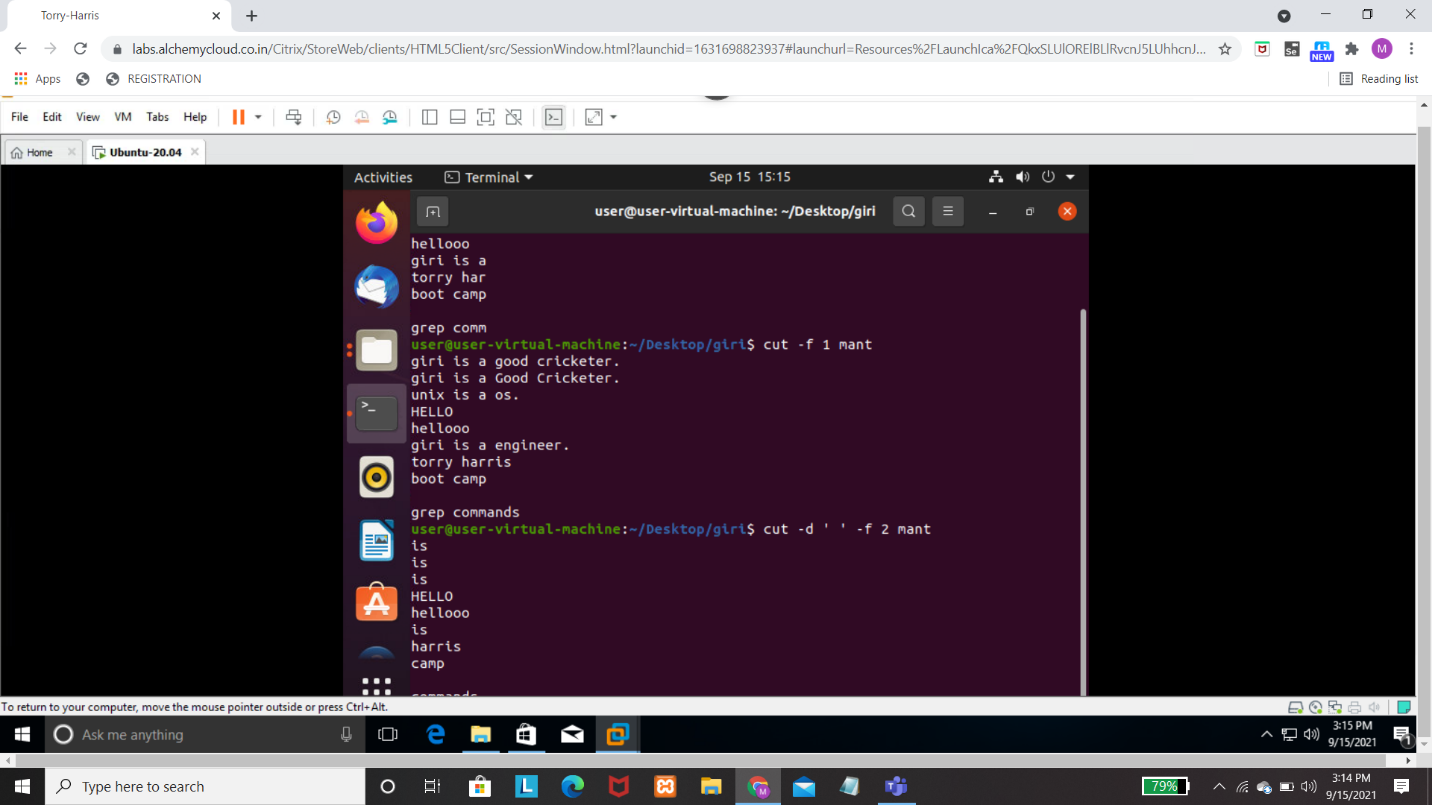 Torry-Harris
labs.alchemycloud.co.in/Citrix/StoreWeb/clients/HTML5Client/src/SessionWindow.html?launchid=1631698823937#launchurl=Resources%2FLaunchIca%2FQkxSLUlORElBLlRvcnJ5LUhhcnJ...
Se
NEW
M
Apps
REGISTRATION
Reading list
File Edit View VM Tabs Help
Home
Ubuntu-20.04
Activities
Terminal
Sep 15 15:15
user@user-virtual-machine: ~/Desktop/giri
hellooo
giri is a
torry har
boot camp
grep comm
user@user-virtual-machine:~/Desktop/giri$ cut -f 1 mant
giri is a good cricketer.
giri is a Good Cricketer.
unix is a os.
HELLO
hellooo
giri is a engineer.
torry harris
boot camp
grep commands
user@user-virtual-machine:~/Desktop/giri$ cut -d ' ' -f 2 mant
is
is
is
HELLO
hellooo
is
harris
camp
commands
To return to your computer, move the mouse pointer outside or press Ctrl+Alt.
Ask me anything
3:15 PM
9/15/2021
1
Type here to search
L
79%
3:14 PM
9/15/2021